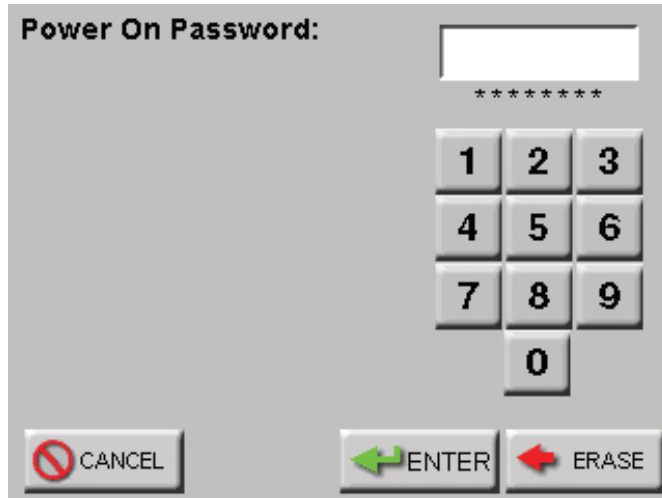 Power On Password:
********
1 2 3
4 5 6
7 8 9
0
CANCEL ENTER ERASE